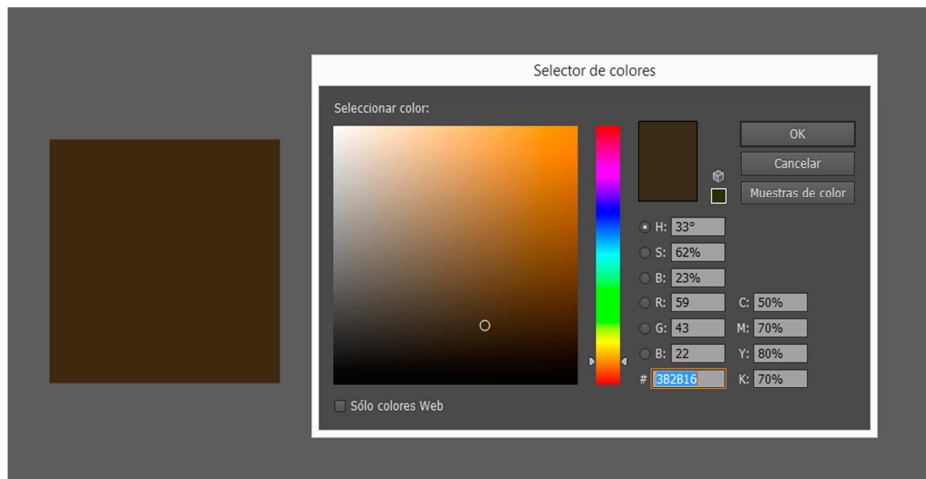 Selector de colores
Seleccionar color:
OK
Cancelar
Muestras de color
H: 33°
S: 62%
B: 23%
R: 59 C: 50%
G: 43 M: 70%
B: 22 Y: 80%
# 3B2B16 K: 70%
Sólo colores Web